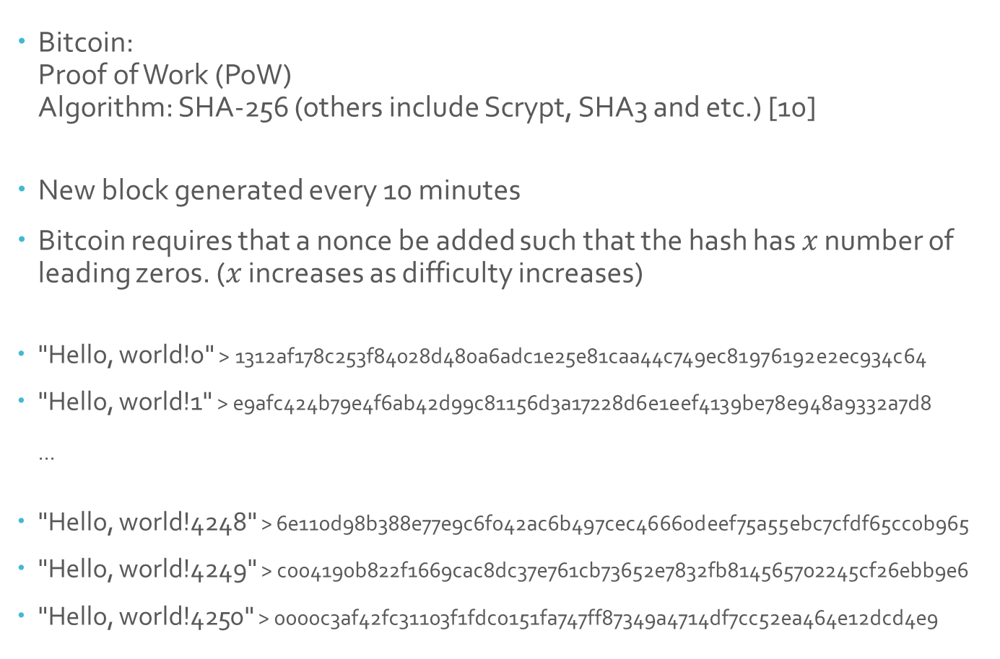 • Bitcoin:
Proof of Work (PoW)
Algorithm: SHA-256 (others include Scrypt, SHA3 and etc.) [10]
• New block generated every 10 minutes
• Bitcoin requires that a nonce be added such that the hash has x number of
leading zeros. (x increases as difficulty increases)
• "Hello, world!0" > 1312af178c253f84028d480a6adc1e25e81caa44c749ec81976192e2ec934c64
• "Hello, world!1" > e9afc424b79e4f6ab42d99c81156d3a17228d6e1eef4139be78e948a9332a7d8
...
• "Hello, world!4248" > 6e110d98b388e77e9c6f042ac6b497cec46660deef75a55ebc7cfdf65cc0b965
• "Hello, world!4249" > c004190b822f1669cac8dc37e761cb73652e7832fb814565702245cf26ebb9e6
• "Hello, world!4250" > 0000c3af42fc31103f1fdc0151fa747ff87349a4714df7cc52ea464e12dcd4e9